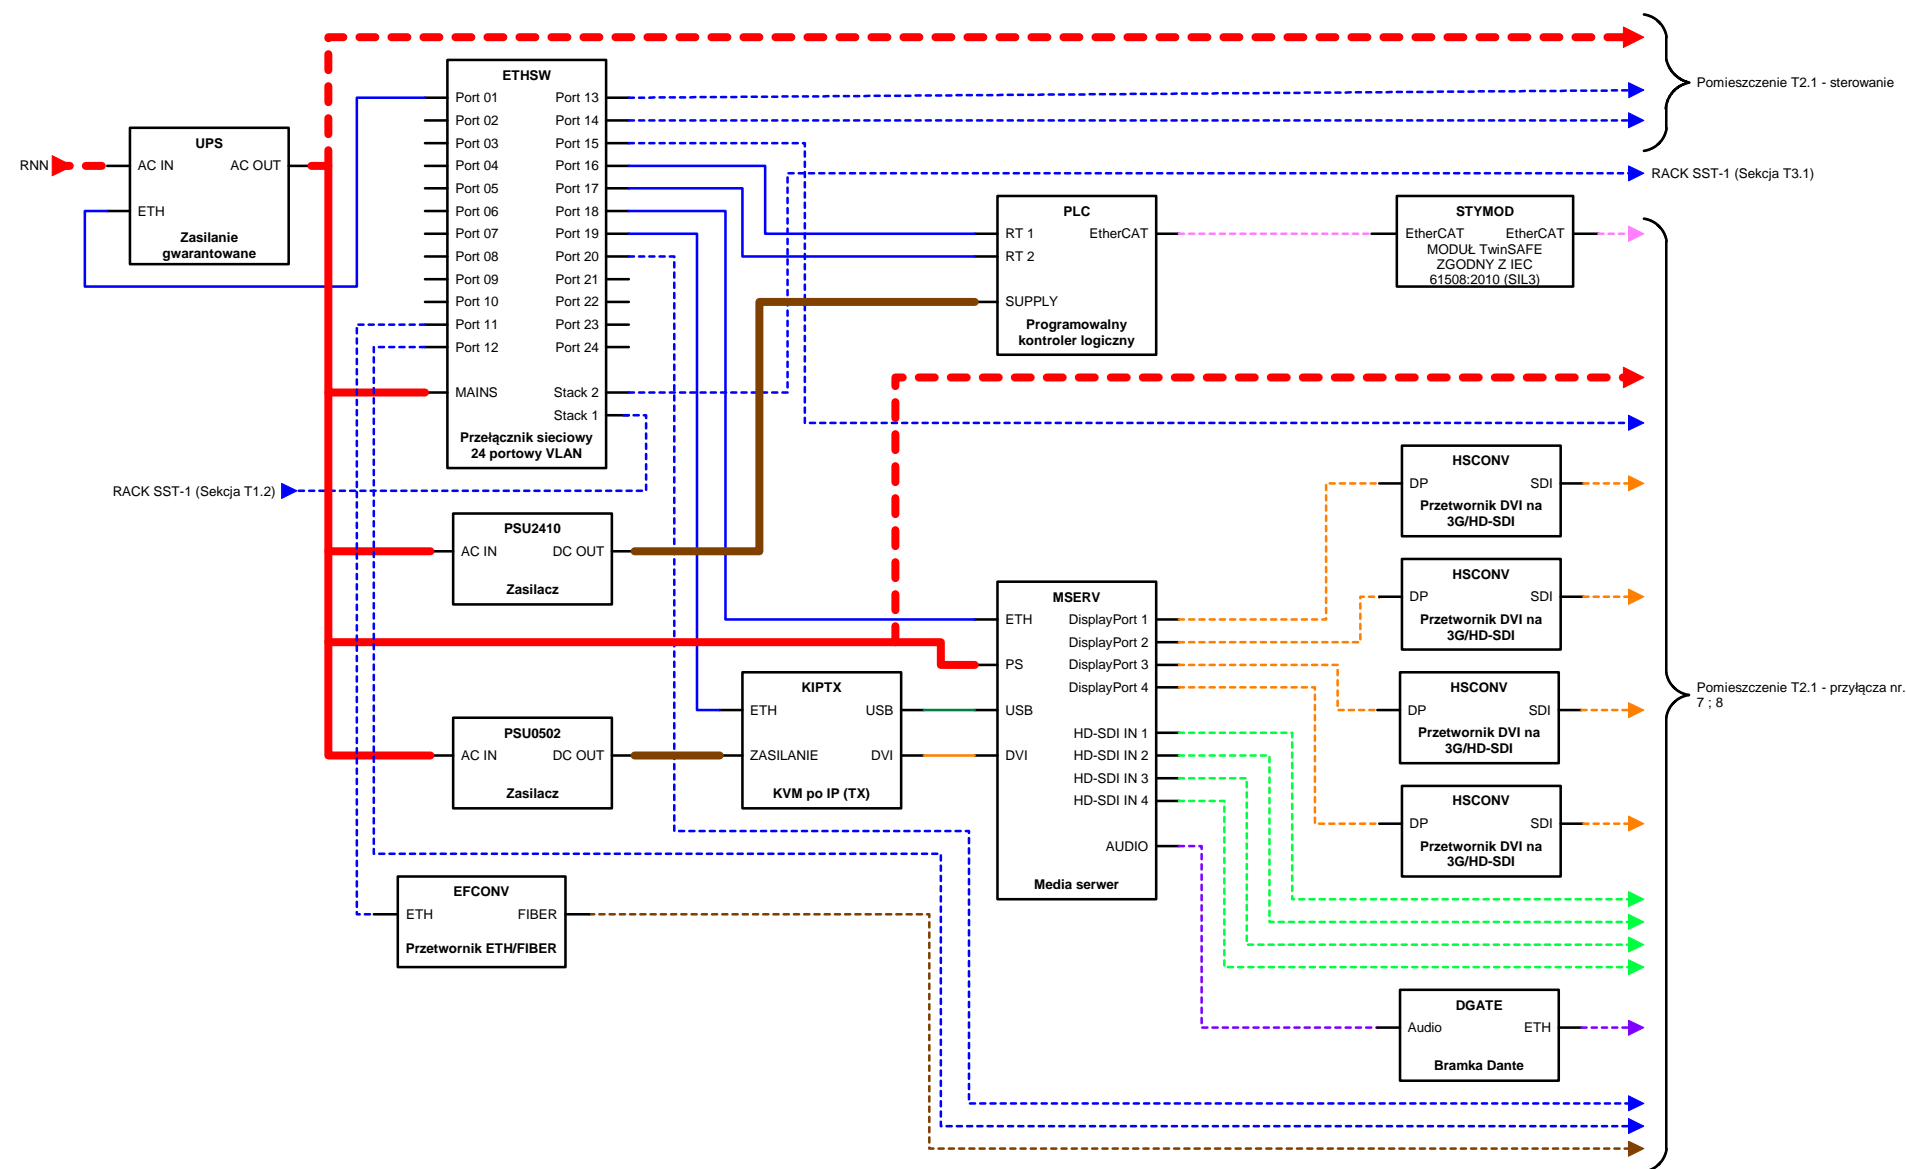 RNN
UPS
AC IN
AC OUT
ETH
Zasilanie
gwarantowane
ETHSW
Port 01
Port 13
Port 02
Port 14
Port 03
Port 15
Port 04
Port 16
Port 05
Port 17
Port 06
Port 18
Port 07
Port 19
Port 08
Port 20
Port 09
Port 21
Port 10
Port 22
Port 11
Port 23
Port 12
Port 24
MAINS
Stack 2
Stack 1
Przełącznik sieciowy
24 portowy VLAN
Pomieszczenie T2.1 - sterowanie
RACK SST-1 (Sekcja T3.1)
PLC
RT 1
EtherCAT
RT 2
SUPPLY
Programowalny
kontroler logiczny
STYMOD
EtherCAT
EtherCAT
MODUŁ TwinSAFE
ZGODNY Z IEC
61508:2010 (SIL3)
RACK SST-1 (Sekcja T1.2)
PSU2410
AC IN
DC OUT
Zasilacz
PSU0502
AC IN
DC OUT
Zasilacz
KIPTX
ETH
USB
ZASILANIE
DVI
KVM po IP (TX)
MSERV
ETH
DisplayPort 1
DisplayPort 2
PS
DisplayPort 3
DisplayPort 4
USB
HD-SDI IN 1
DVI
HD-SDI IN 2
HD-SDI IN 3
HD-SDI IN 4
AUDIO
Media serwer
HSCONV
DP
SDI
Przetwornik DVI na
3G/HD-SDI
HSCONV
DP
SDI
Przetwornik DVI na
3G/HD-SDI
HSCONV
DP
SDI
Przetwornik DVI na
3G/HD-SDI
HSCONV
DP
SDI
Przetwornik DVI na
3G/HD-SDI
Pomieszczenie T2.1 - przyłącza nr.
7 ; 8
EFCONV
ETH
FIBER
Przetwornik ETH/FIBER
DGATE
Audio
ETH
Bramka Dante